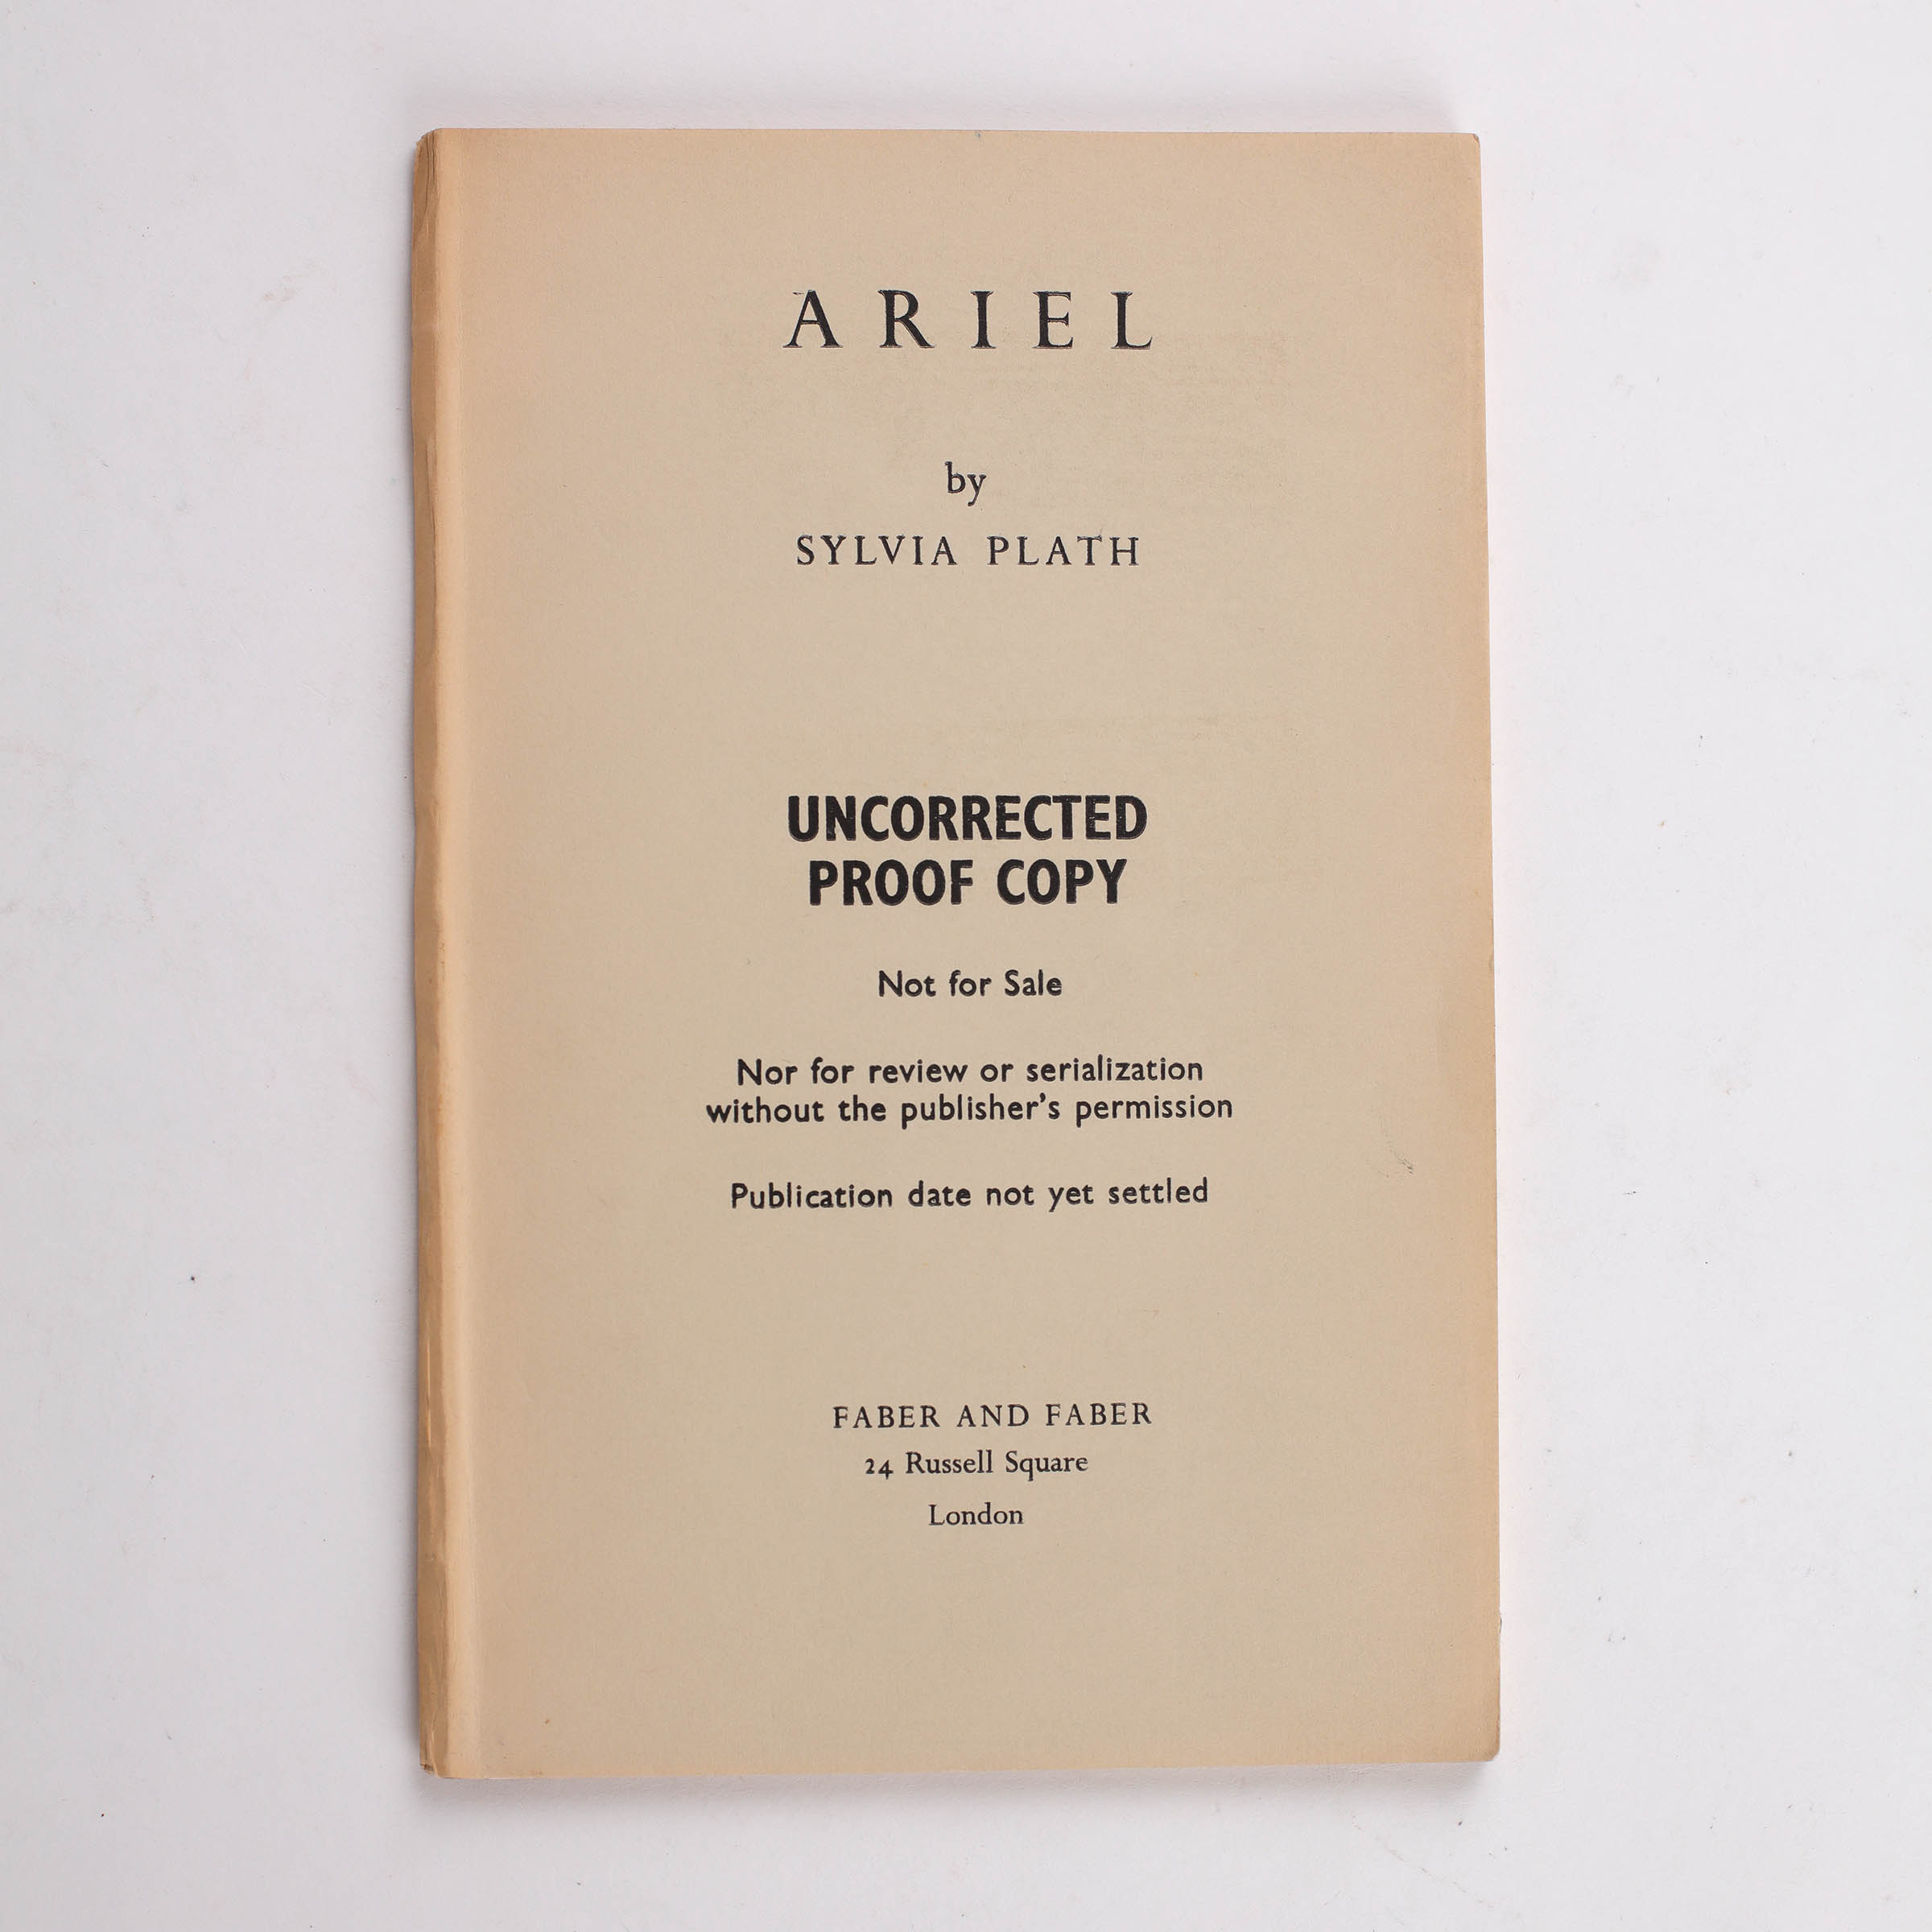 ARIEL
by
SYLVIA PLATH
UNCORRECTED
PROOF COPY
Not for Sale
Nor for review or serialization
without the publisher's permission
Publication date not yet settled
FABER AND FABER
24 Russell Square
London